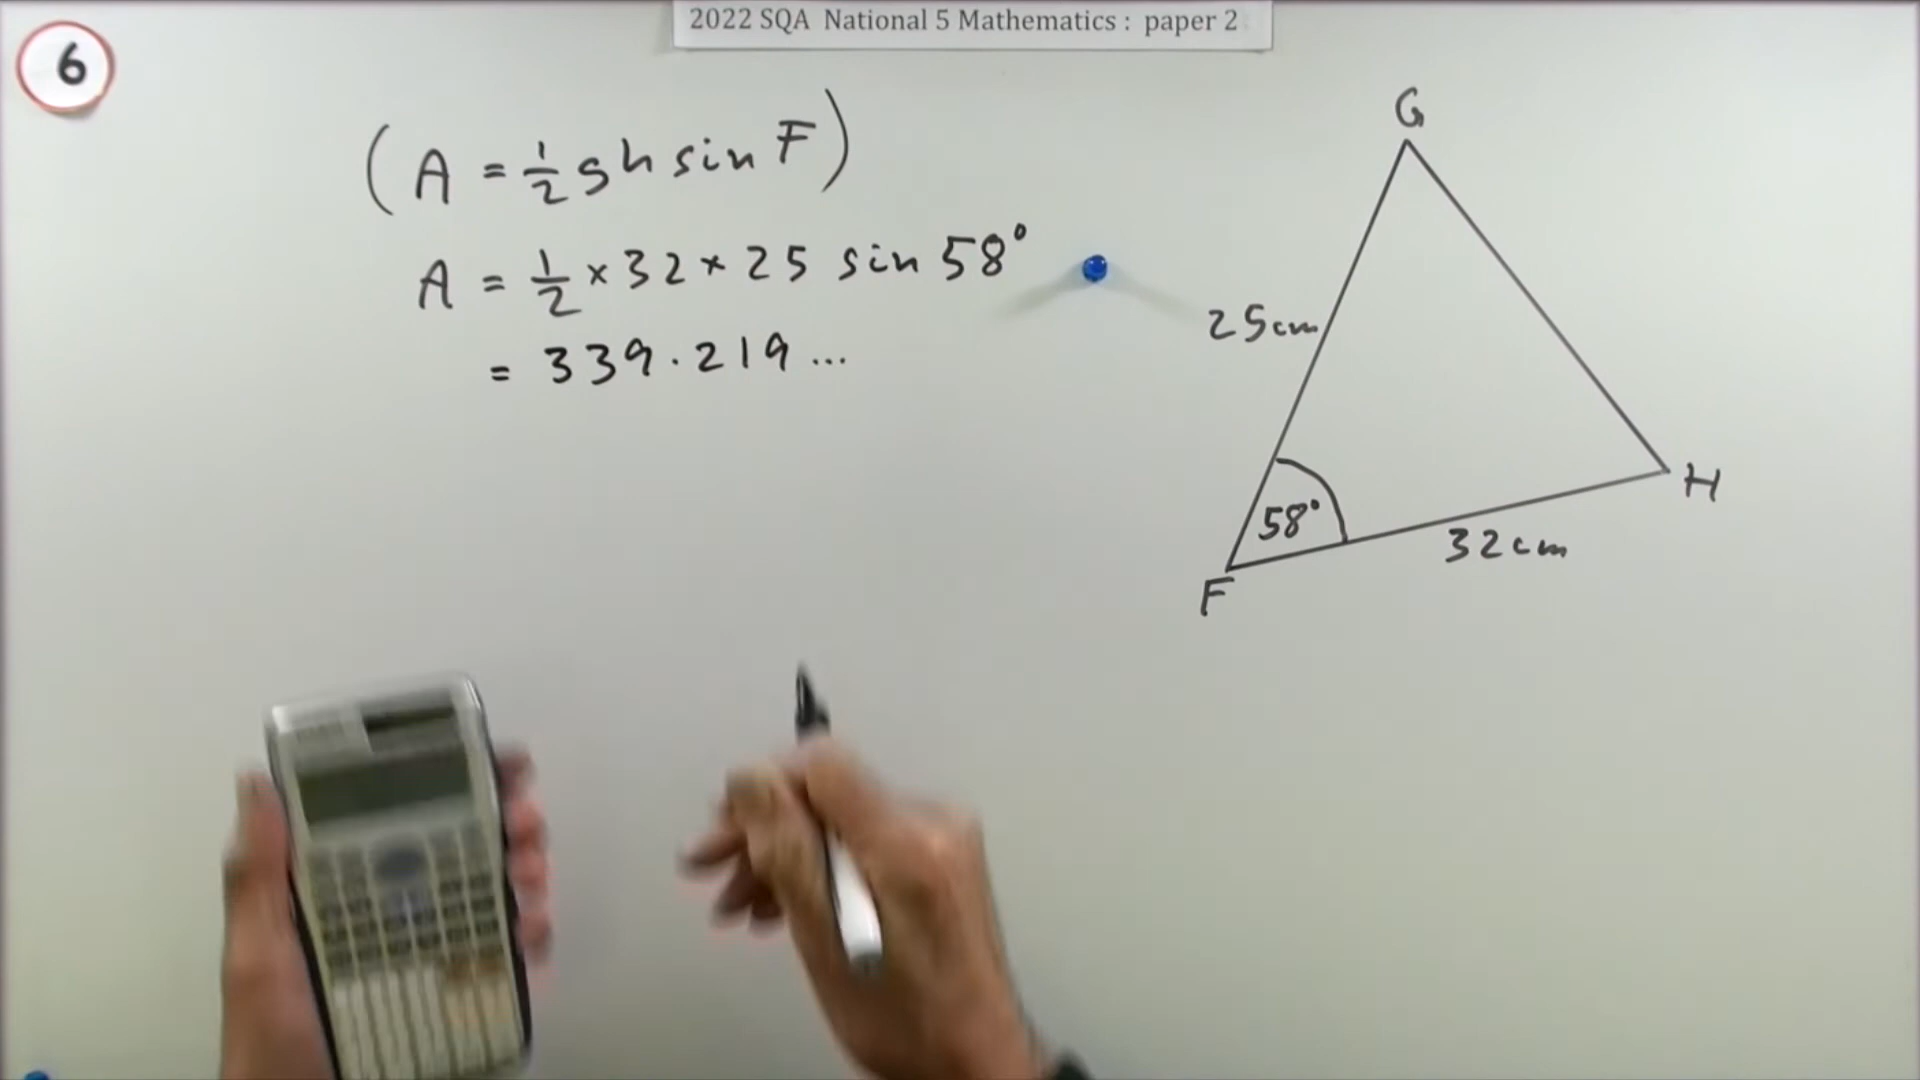 2022 SQA National 5 Mathematics : paper 2
6
(A = 1/2 gh sin F)
A = 1/2 × 32 × 25 sin 58°
= 339.219...
G
25cm
58°
H
32cm
F